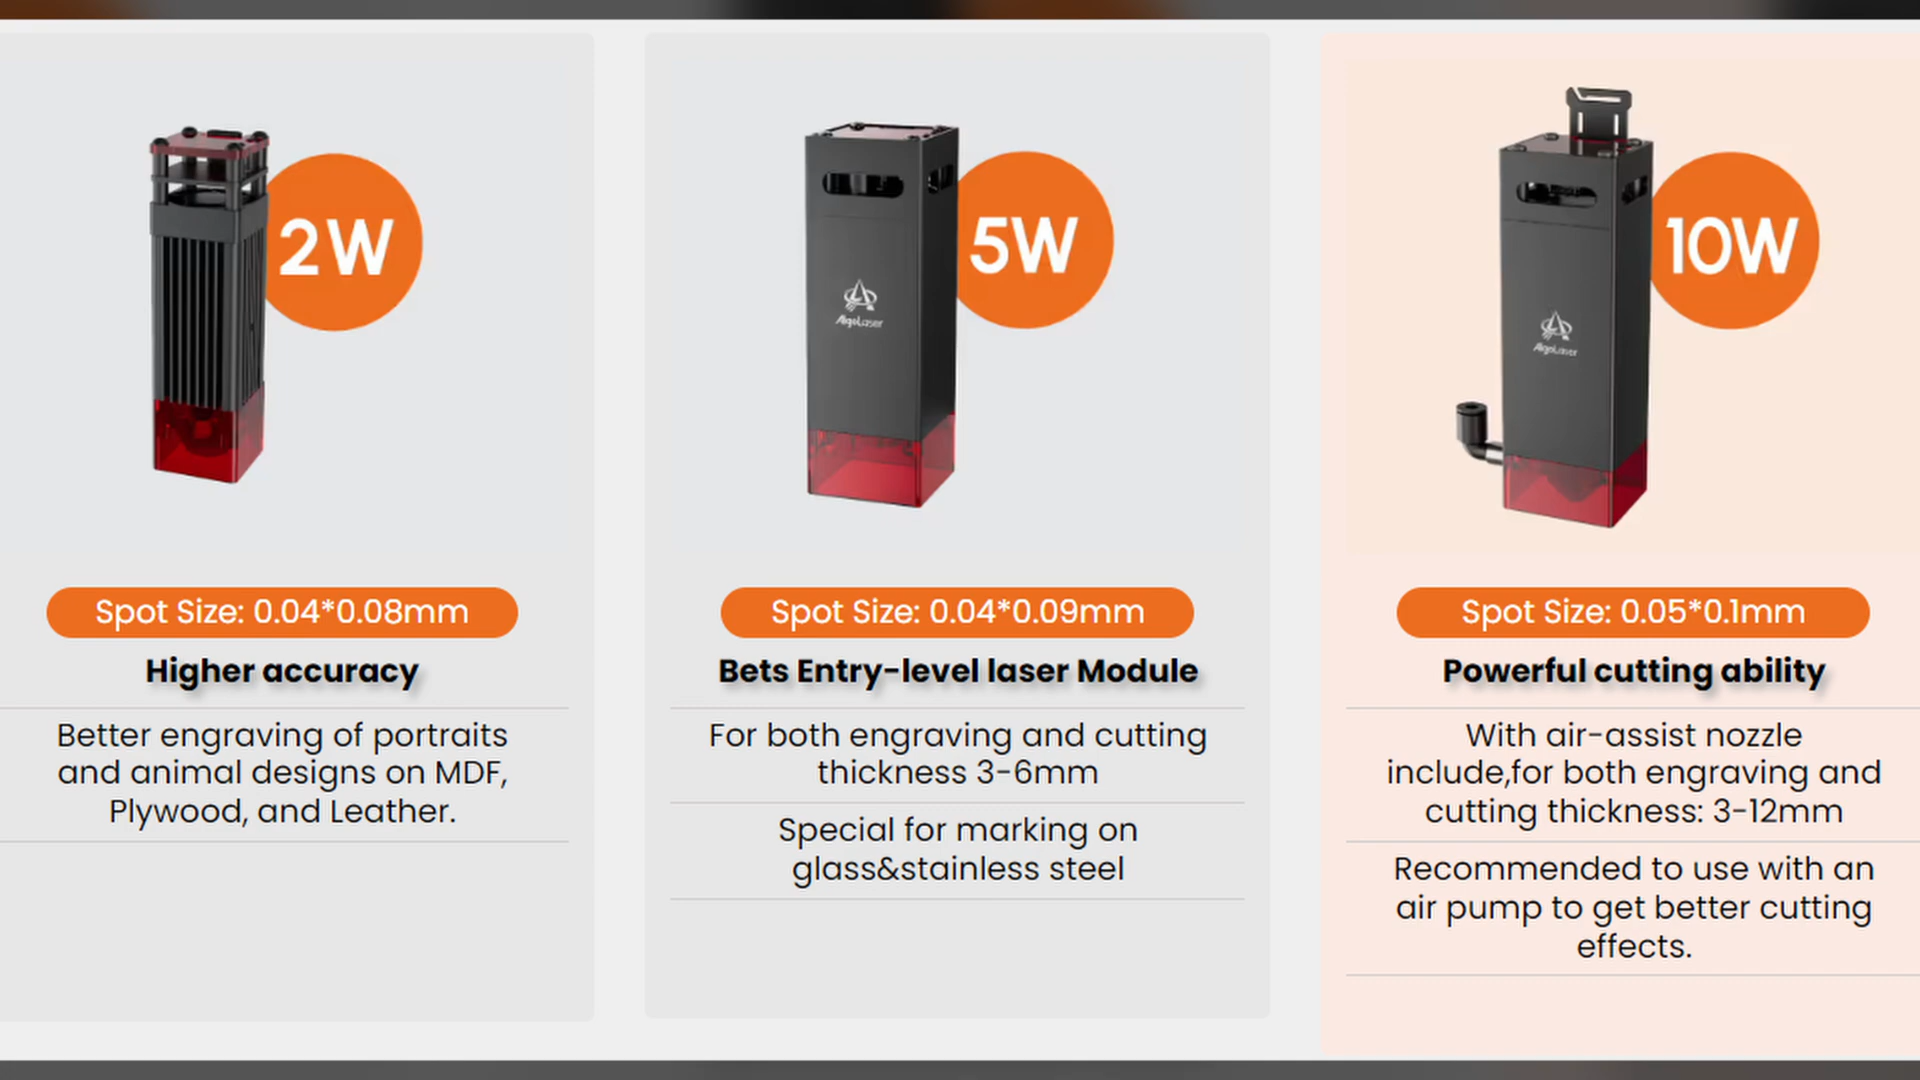 2W
Spot Size: 0.04*0.08mm
Higher accuracy
Better engraving of portraits
and animal designs on MDF,
Plywood, and Leather.
5W
AlgoLaser
Spot Size: 0.04*0.09mm
Bets Entry-level laser Module
For both engraving and cutting
thickness 3-6mm
Special for marking on
glass&stainless steel
10W
AlgoLaser
Spot Size: 0.05*0.1mm
Powerful cutting ability
With air-assist nozzle
include,for both engraving and
cutting thickness: 3-12mm
Recommended to use with an
air pump to get better cutting
effects.